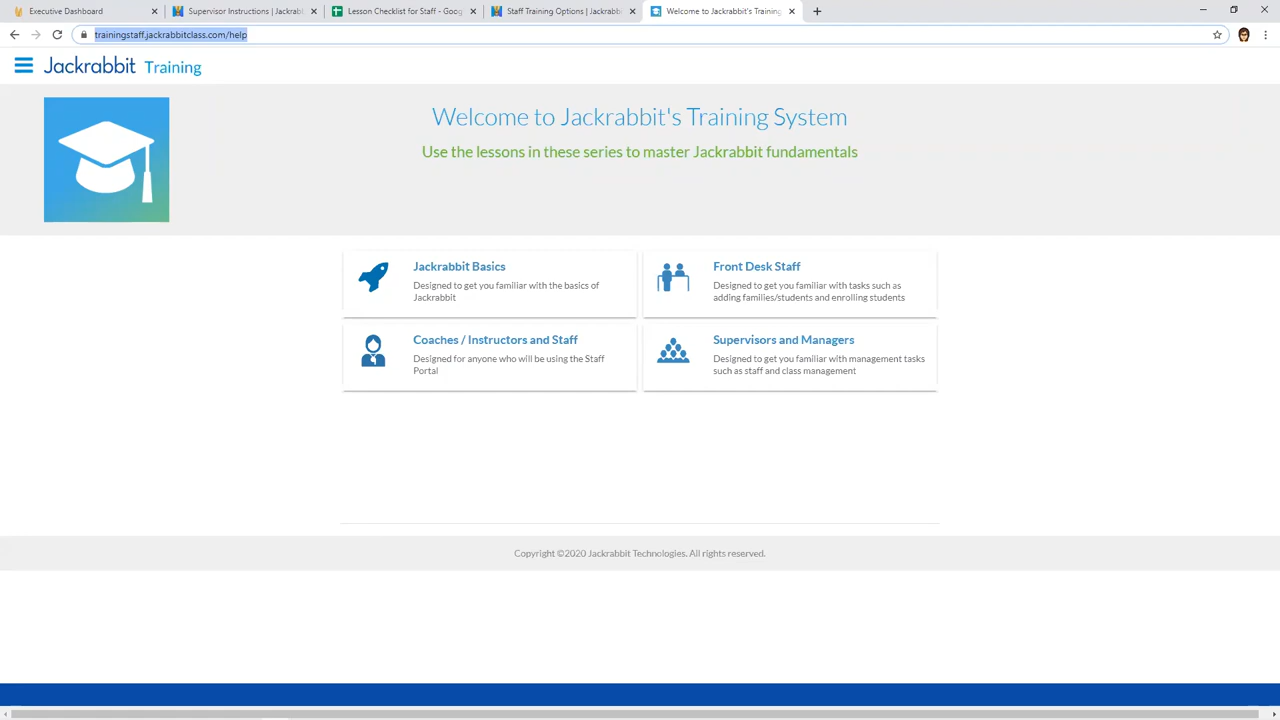 Executive Dashboard
Supervisor Instructions | Jackrab
Lesson Checklist for Staff - Goog
Staff Training Options | Jackrabb
Welcome to Jackrabbit's Training
trainingstaff.jackrabbitclass.com/help
Jackrabbit Training
Welcome to Jackrabbit's Training System
Use the lessons in these series to master Jackrabbit fundamentals
Jackrabbit Basics
Designed to get you familiar with the basics of
Jackrabbit
Front Desk Staff
Designed to get you familiar with tasks such as
adding families/students and enrolling students
Coaches / Instructors and Staff
Designed for anyone who will be using the Staff
Portal
Supervisors and Managers
Designed to get you familiar with management tasks
such as staff and class management
Copyright ©2020 Jackrabbit Technologies. All rights reserved.